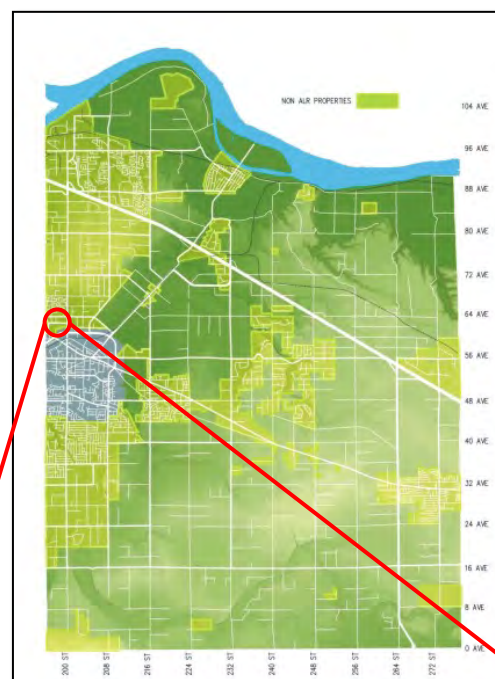 NON ALR PROPERTIES
104 AVE
96 AVE
88 AVE
80 AVE
72 AVE
64 AVE
56 AVE
48 AVE
40 AVE
32 AVE
24 AVE
16 AVE
8 AVE
0 AVE
200 ST
208 ST
216 ST
224 ST
232 ST
240 ST
248 ST
256 ST
264 ST
272 ST